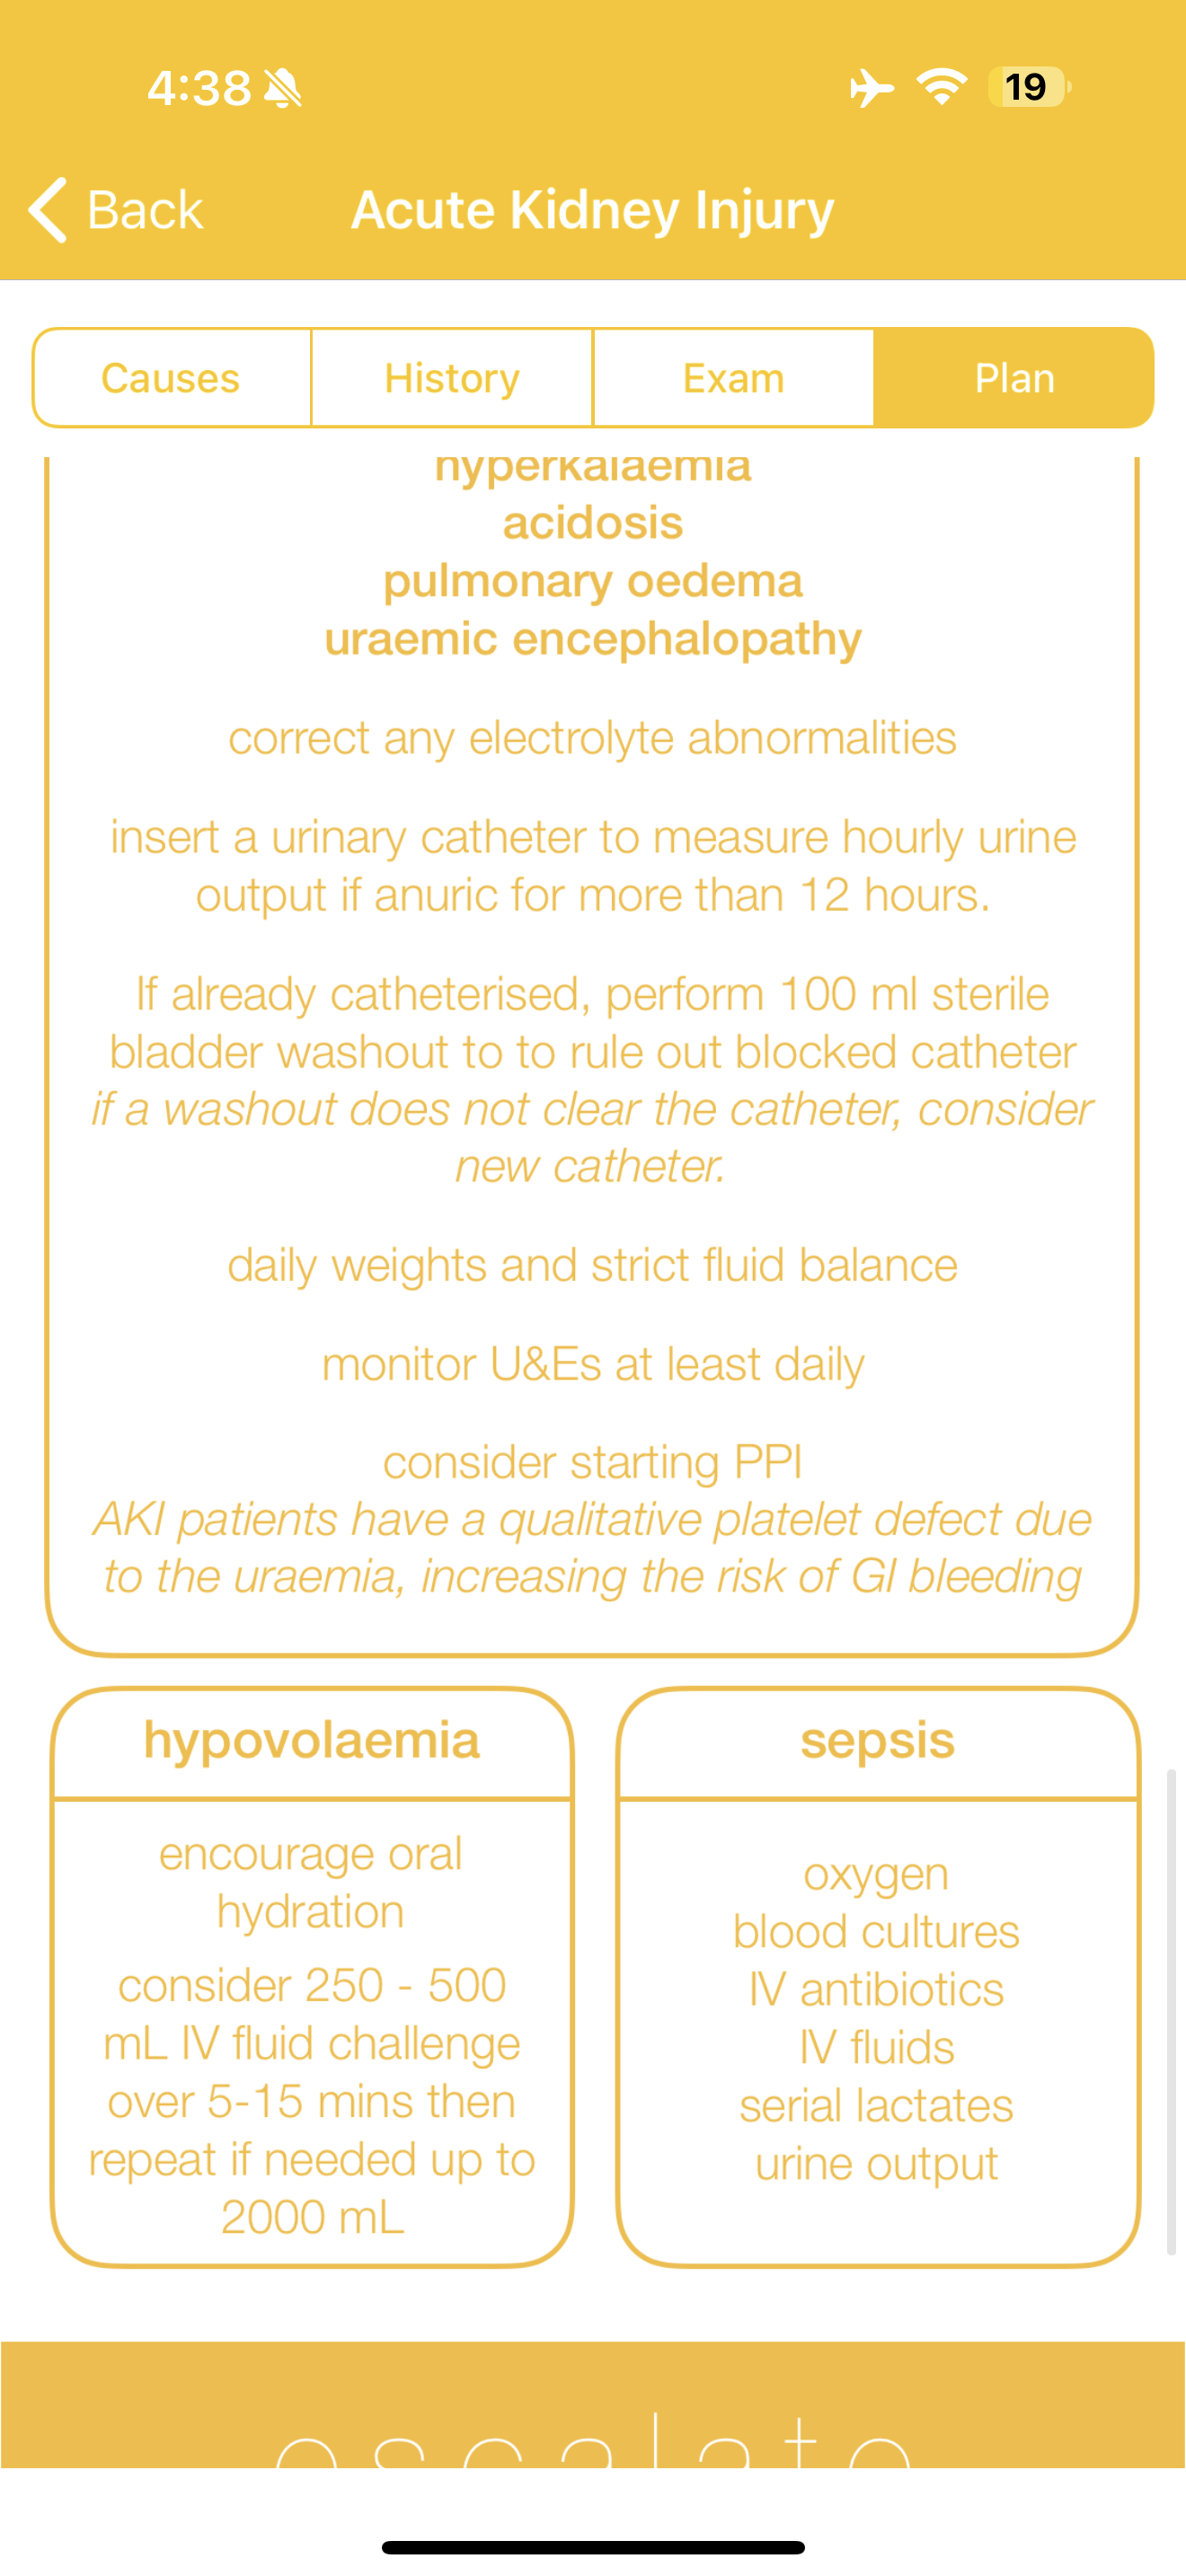 4:38
19
Back
Acute Kidney Injury
Causes
History
Exam
Plan
hyperkalaemia
acidosis
pulmonary oedema
uraemic encephalopathy
correct any electrolyte abnormalities
insert a urinary catheter to measure hourly urine
output if anuric for more than 12 hours.
If already catheterised, perform 100 ml sterile
bladder washout to to rule out blocked catheter
if a washout does not clear the catheter, consider
new catheter.
daily weights and strict fluid balance
monitor U&Es at least daily
consider starting PPI
AKI patients have a qualitative platelet defect due
to the uraemia, increasing the risk of GI bleeding
hypovolaemia
encourage oral
hydration
consider 250 - 500
mL IV fluid challenge
over 5-15 mins then
repeat if needed up to
2000 mL
sepsis
oxygen
blood cultures
IV antibiotics
IV fluids
serial lactates
urine output
escalate